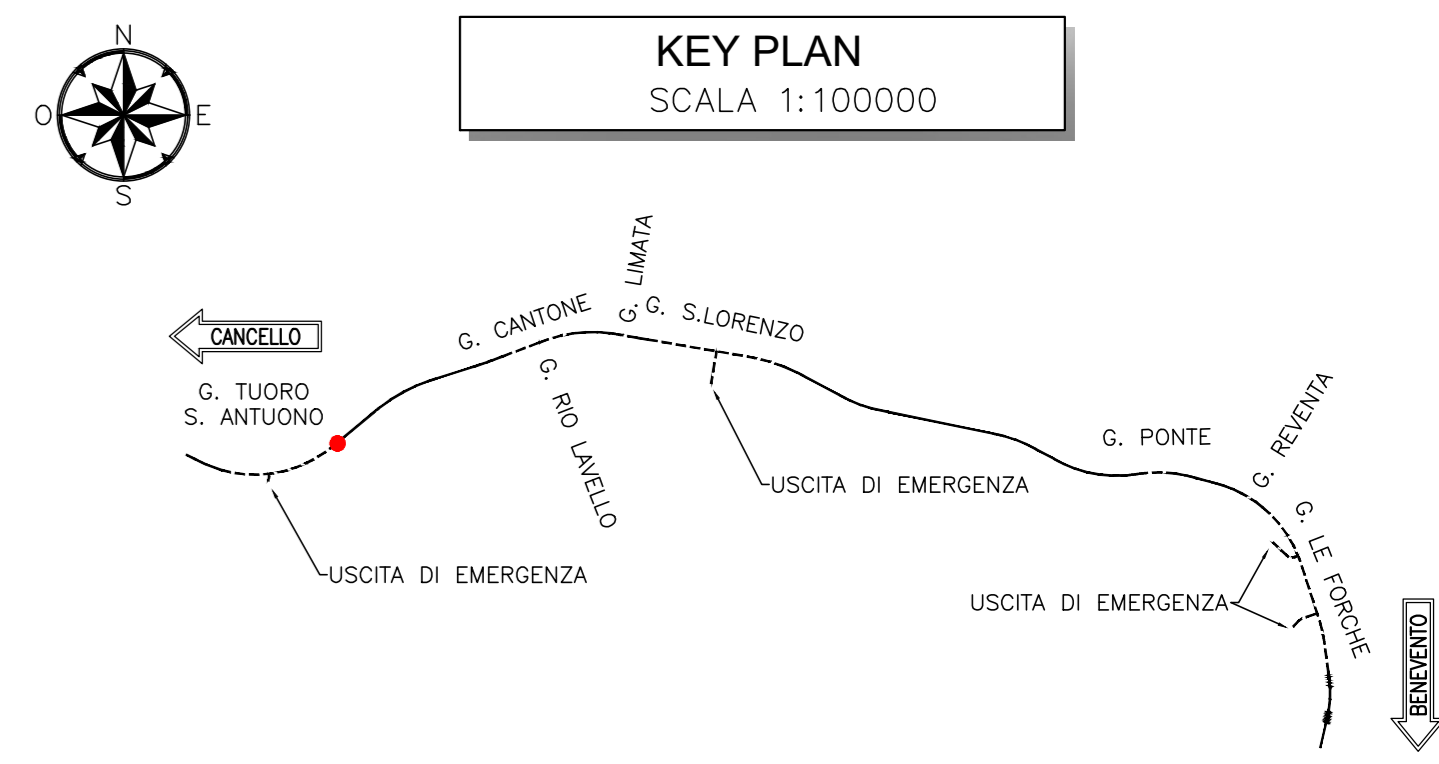 N
O
E
S
KEY PLAN
SCALA 1:100000
CANCELLO
G. TUORO
S. ANTUONO
G. CANTONE
G. LIMATA
G. S.LORENZO
G. RIO LAVELLO
USCITA DI EMERGENZA
USCITA DI EMERGENZA
G. PONTE
G. REVENTA
G. LE FORCHE
USCITA DI EMERGENZA
BENEVENTO